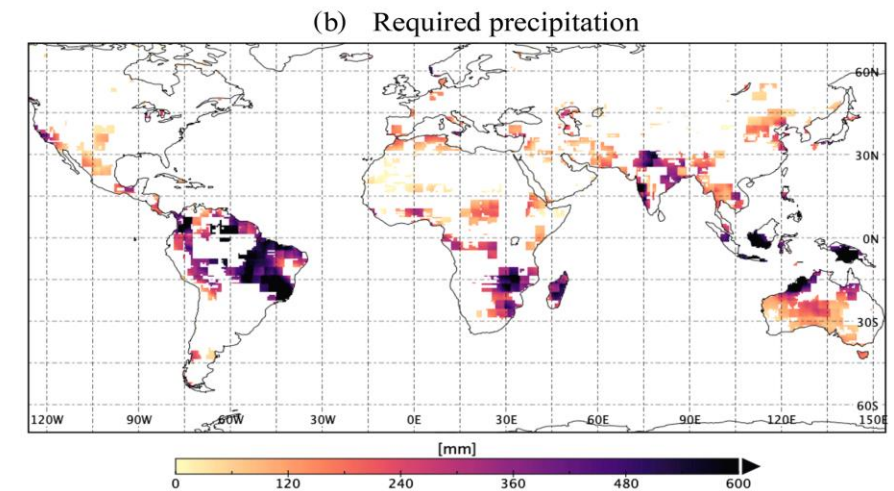 (b) Required precipitation
60N
30N
0N
30S
60S
120W 90W 60W 30W 0E 30E 60E 90E 120E 150E
[mm]
0 120 240 360 480 600